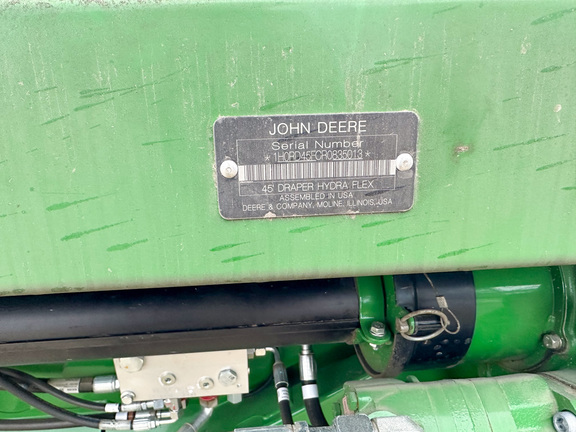 JOHN DEERE
Serial Number
*1H0RD45FCR0835013*
45' DRAPER HYDRA FLEX
ASSEMBLED IN USA
DEERE & COMPANY, MOLINE, ILLINOIS, USA